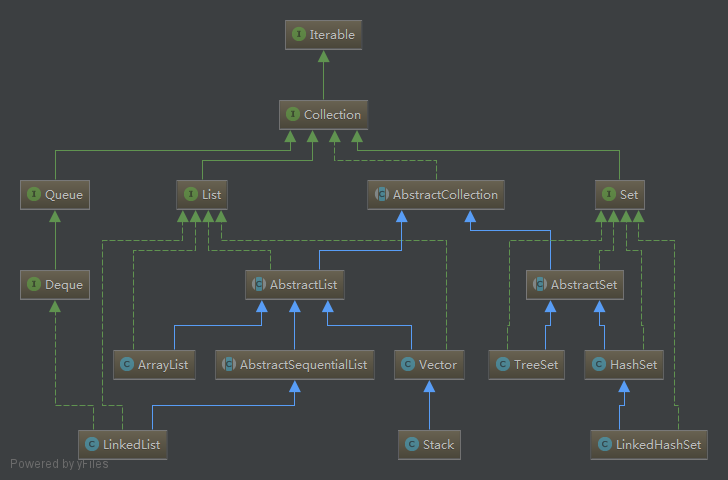 I Iterable
I Collection
I Queue
I List
C AbstractCollection
I Set
I Deque
C AbstractList
C AbstractSet
C ArrayList
C AbstractSequentialList
C Vector
C TreeSet
C HashSet
C LinkedList
C Stack
C LinkedHashSet
Powered by yFiles